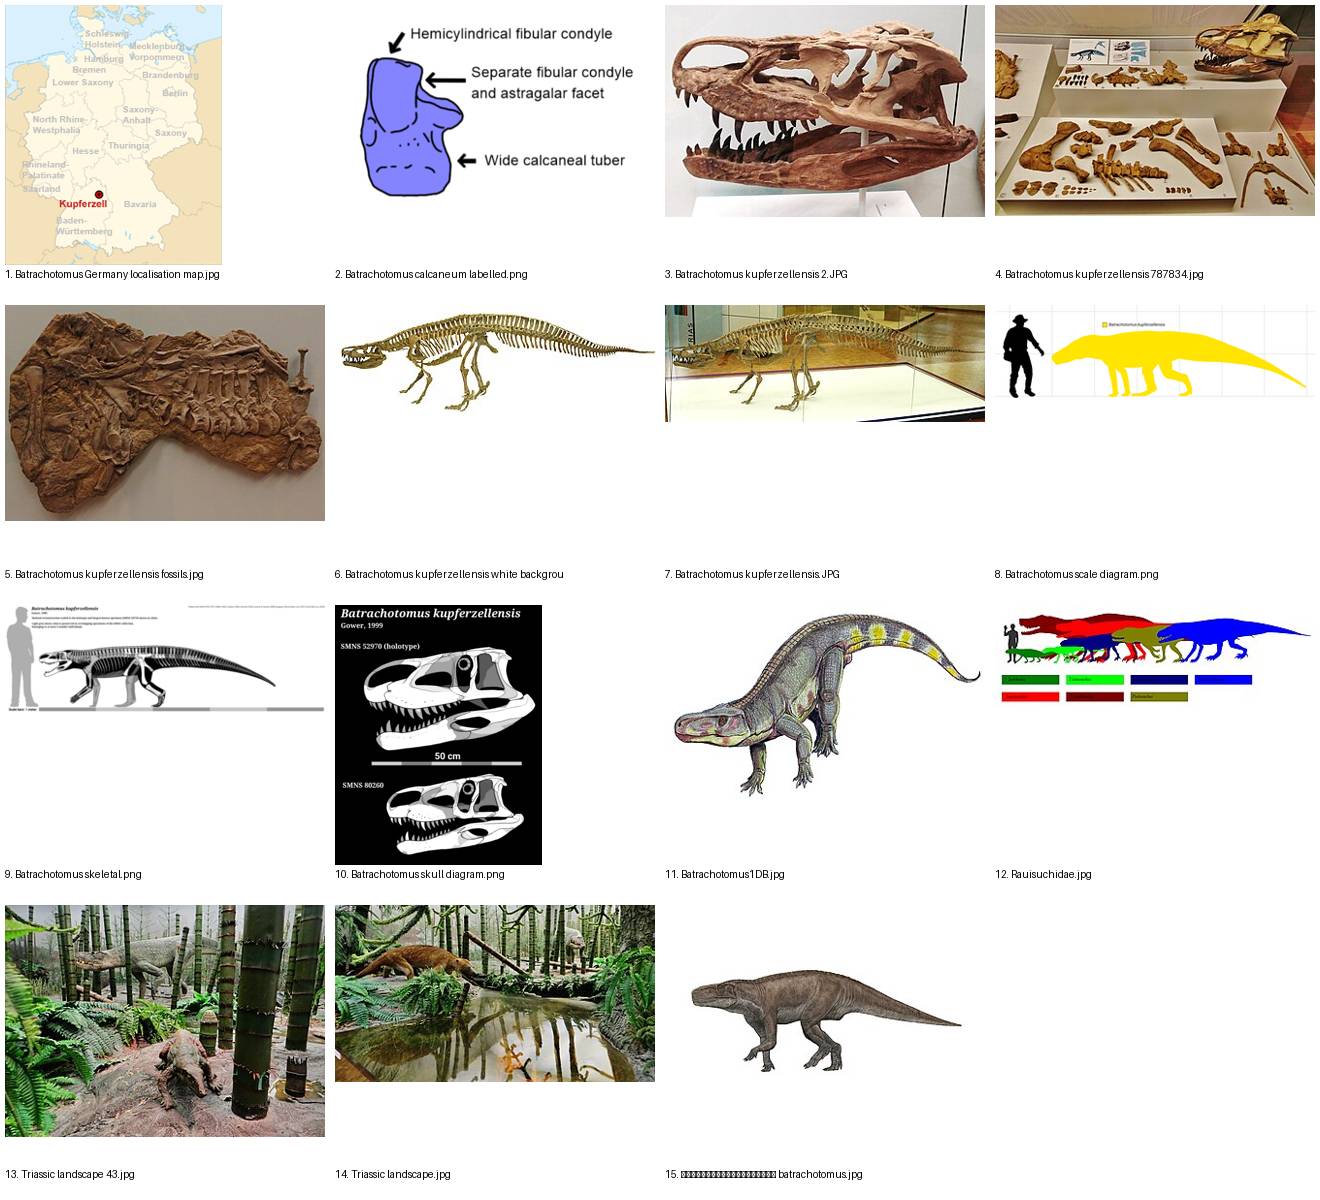 Schleswig-
Holstein
Mecklenburg-
Vorpommern
Hamburg
Bremen
Lower Saxony
Brandenburg
Berlin
Saxony-
Anhalt
North Rhine-
Westphalia
Saxony
Thuringia
Hesse
Rhineland-
Palatinate
Saarland
Kupferzell
Bavaria
Baden-
Württemberg
Hemicylindrical fibular condyle
Separate fibular condyle
and astragalar facet
Wide calcaneal tuber
1. Batrachotomus Germany localisation map.jpg
2. Batrachotomus calcaneum labelled.png
3. Batrachotomus kupferzellensis 2.JPG
4. Batrachotomus kupferzellensis 787834.jpg
Batrachotomus kupferzellensis
5. Batrachotomus kupferzellensis fossils.jpg
6. Batrachotomus kupferzellensis white backgrou
7. Batrachotomus kupferzellensis.JPG
8. Batrachotomus scale diagram.png
Batrachotomus kupferzellensis
Gower, 1999
Batrachotomus kupferzellensis
Gower, 1999
SMNS 52970 (holotype)
50 cm
SMNS 80260
9. Batrachotomus skeletal.png
10. Batrachotomus skull diagram.png
11. Batrachotomus1DB.jpg
12. Rauisuchidae.jpg
13. Triassic landscape 43.jpg
14. Triassic landscape.jpg
15. batrachotomus.jpg